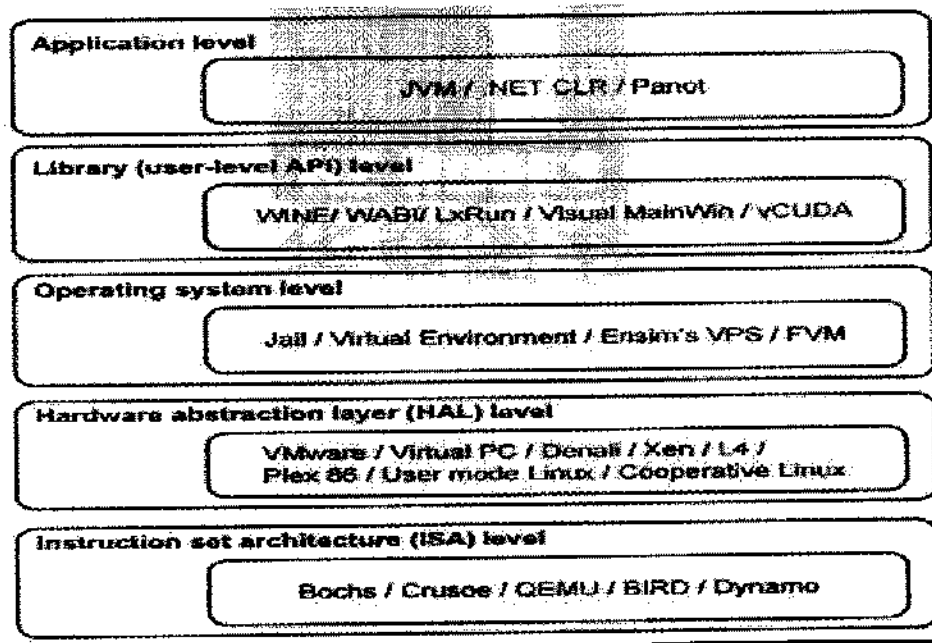 Application level
JVM / .NET CLR / Panot
Library (user-level API) level
WINE/ WABI/ LxRun / Visual MainWin / vCUDA
Operating system level
Jail / Virtual Environment / Ensim's VPS / FVM
Hardware abstraction layer (HAL) level
VMware / Virtual PC / Denali / Xen / L4 /
Plex 86 / User mode Linux / Cooperative Linux
Instruction set architecture (ISA) level
Bochs / Crusoe / QEMU / BIRD / Dynamo